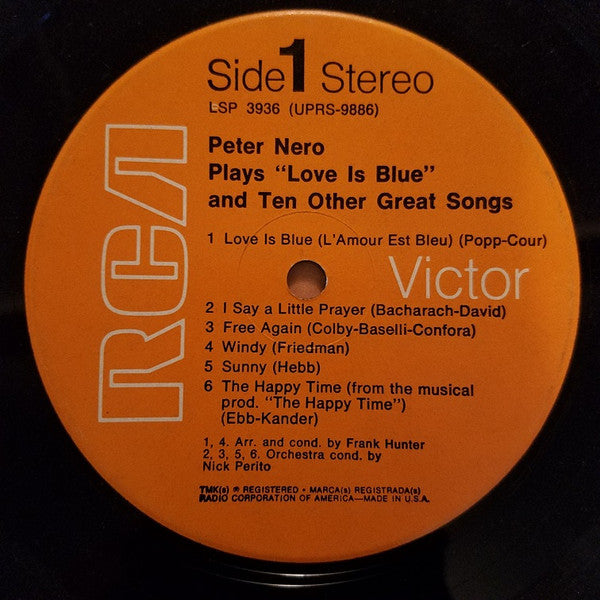 Side 1 Stereo
LSP 3936 (UPRS-9886)
RCA
Peter Nero
Plays "Love Is Blue"
and Ten Other Great Songs
1 Love Is Blue (L'Amour Est Bleu) (Popp-Cour)
Victor
2 I Say a Little Prayer (Bacharach-David)
3 Free Again (Colby-Baselli-Confora)
4 Windy (Friedman)
5 Sunny (Hebb)
6 The Happy Time (from the musical
prod. "The Happy Time")
(Ebb-Kander)
1, 4. Arr. and cond. by Frank Hunter
2, 3, 5, 6. Orchestra cond. by
Nick Perito
TMK(s) ® REGISTERED • MARCA(s) REGISTRADA(S)
RADIO CORPORATION OF AMERICA—MADE IN U.S.A.